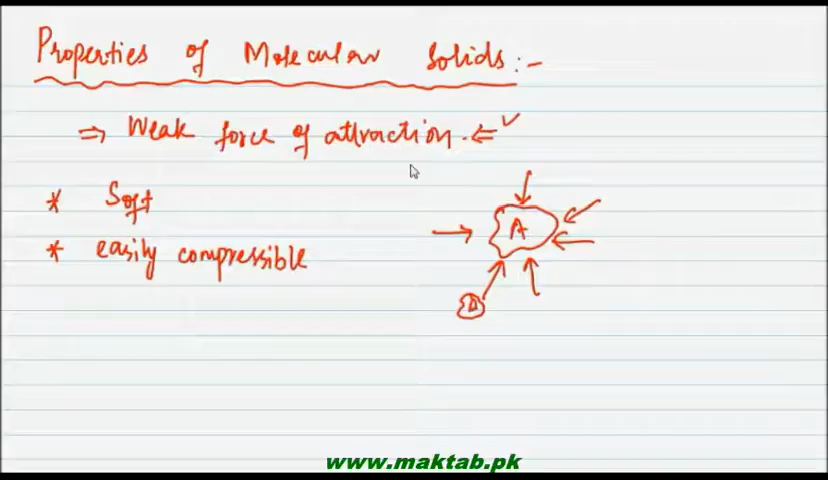 Properties of Molecular Solids :-
⇒ Weak force of attraction. ⇐ ✓
* Soft
* easily compressible
A
www.maktab.pk